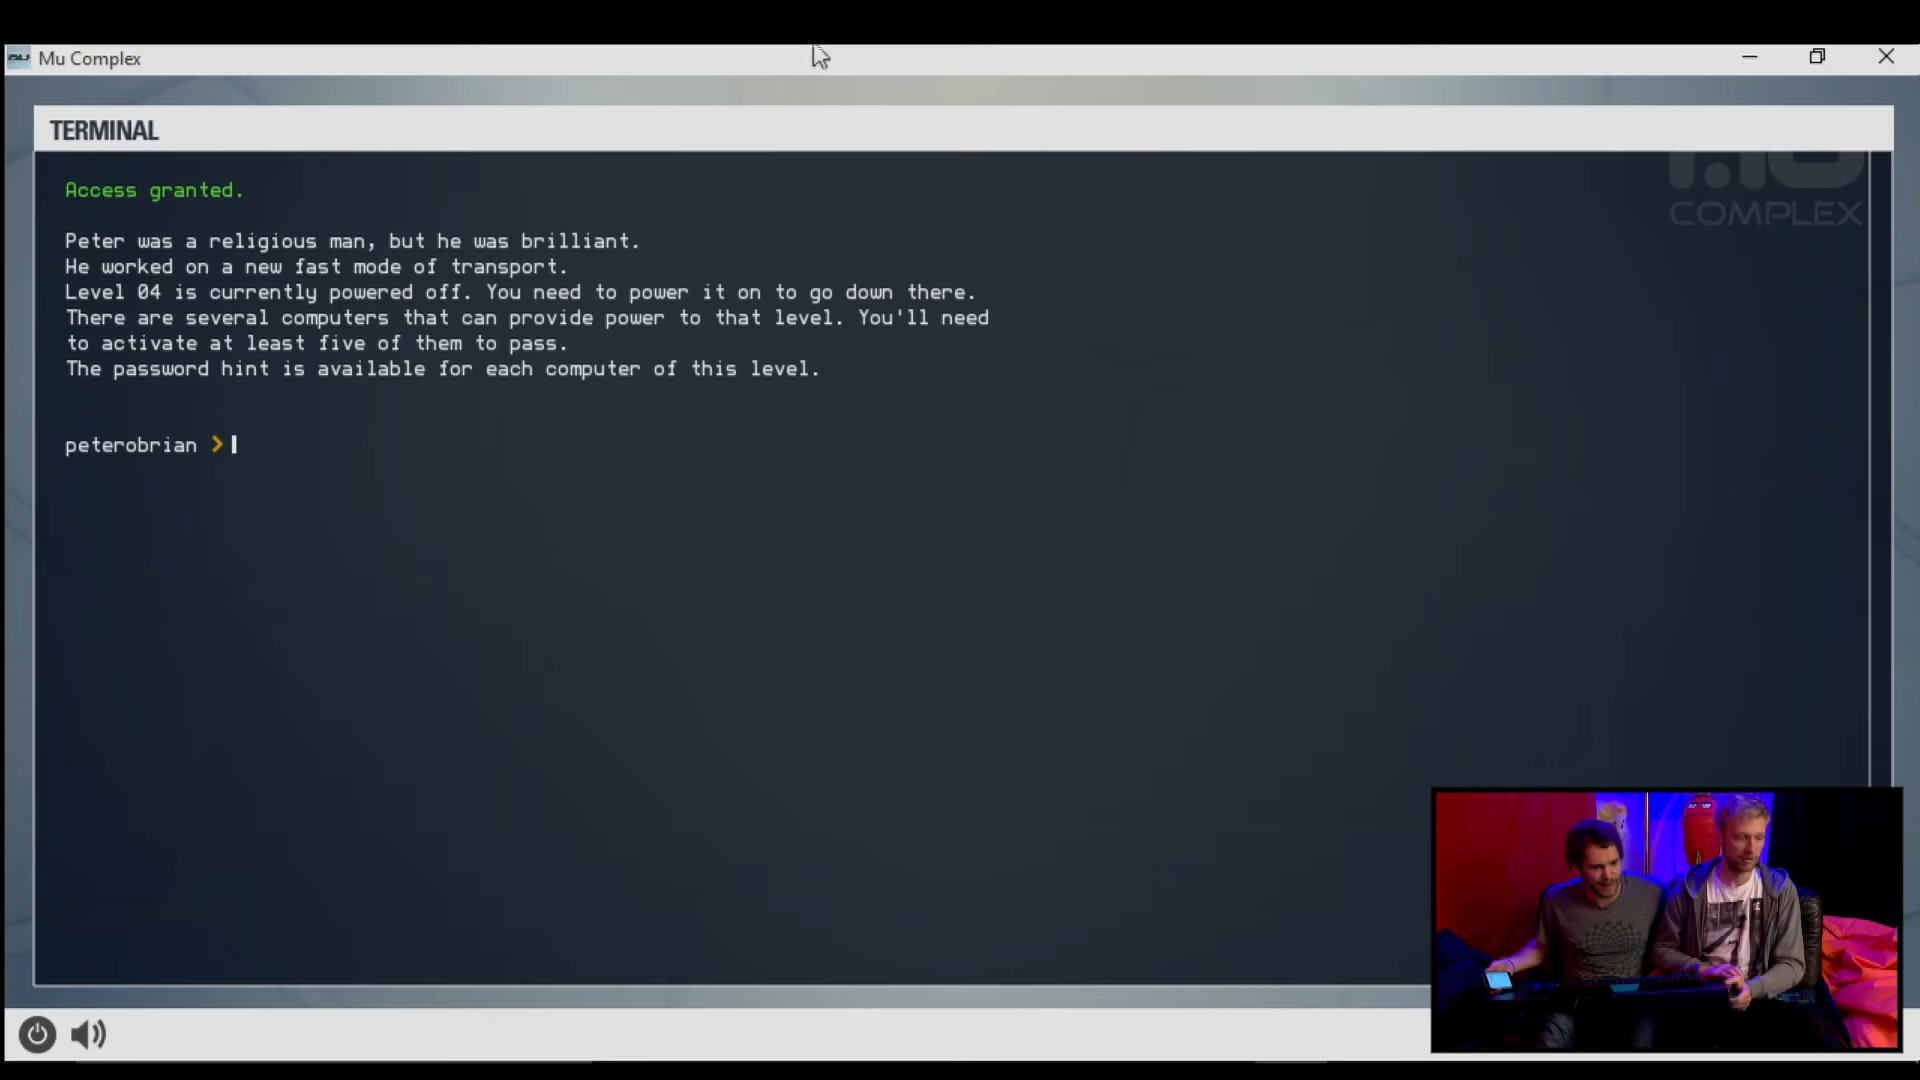 Mu Complex
TERMINAL
COMPLEX
Access granted.
Peter was a religious man, but he was brilliant.
He worked on a new fast mode of transport.
Level 04 is currently powered off. You need to power it on to go down there.
There are several computers that can provide power to that level. You'll need
to activate at least five of them to pass.
The password hint is available for each computer of this level.
peterobrian >